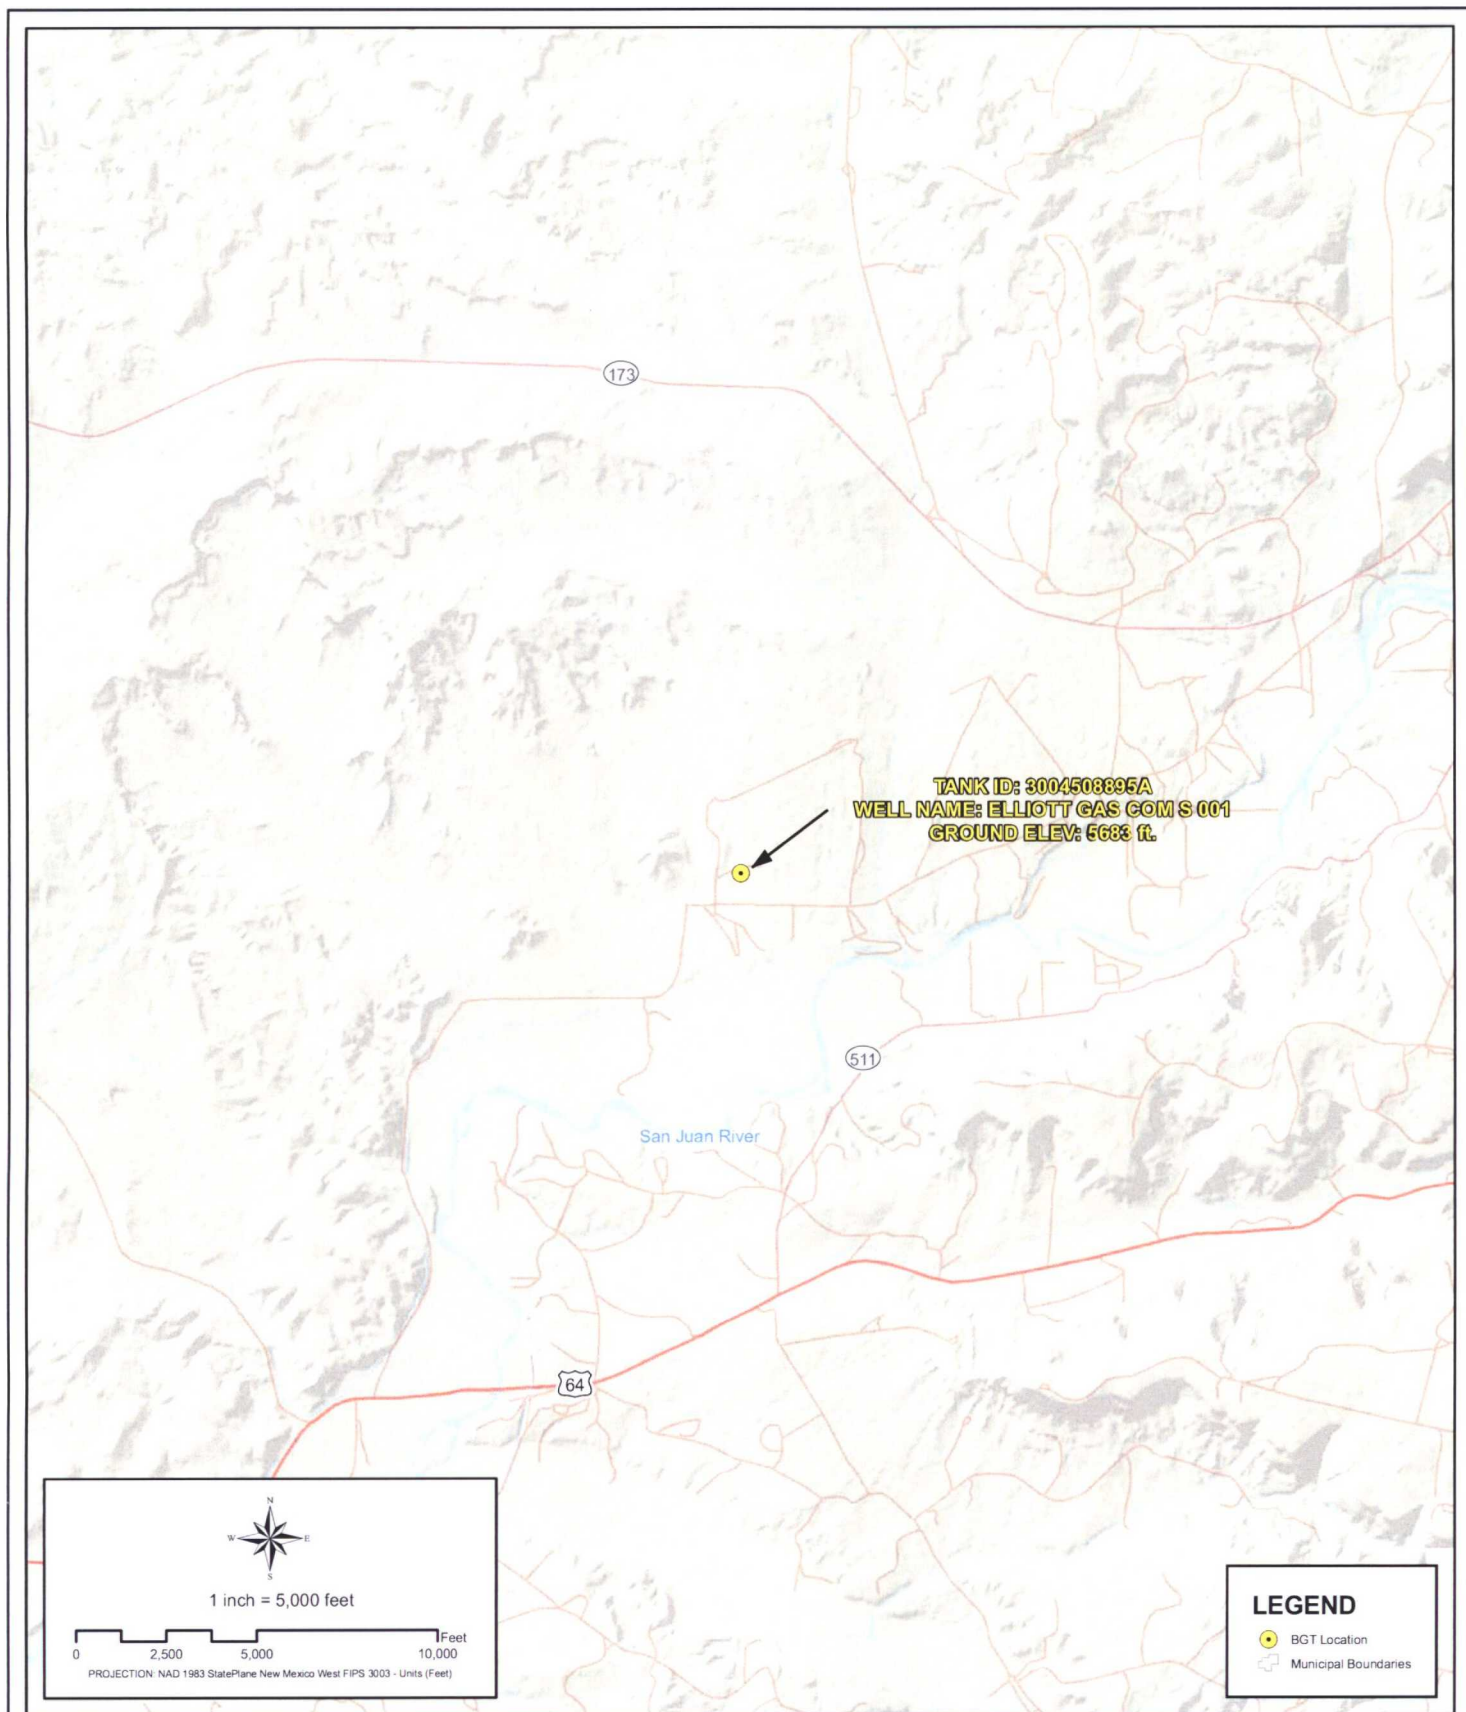 173
TANK ID: 3004508895A
WELL NAME: ELLIOTT GAS COM S 001
GROUND ELEV: 5683 ft.
511
San Juan River
64
N
W E
S
1 inch = 5,000 feet
Feet
0 2,500 5,000 10,000
PROJECTION: NAD 1983 StatePlane New Mexico West FIPS 3003 - Units (Feet)
LEGEND
BGT Location
Municipal Boundaries